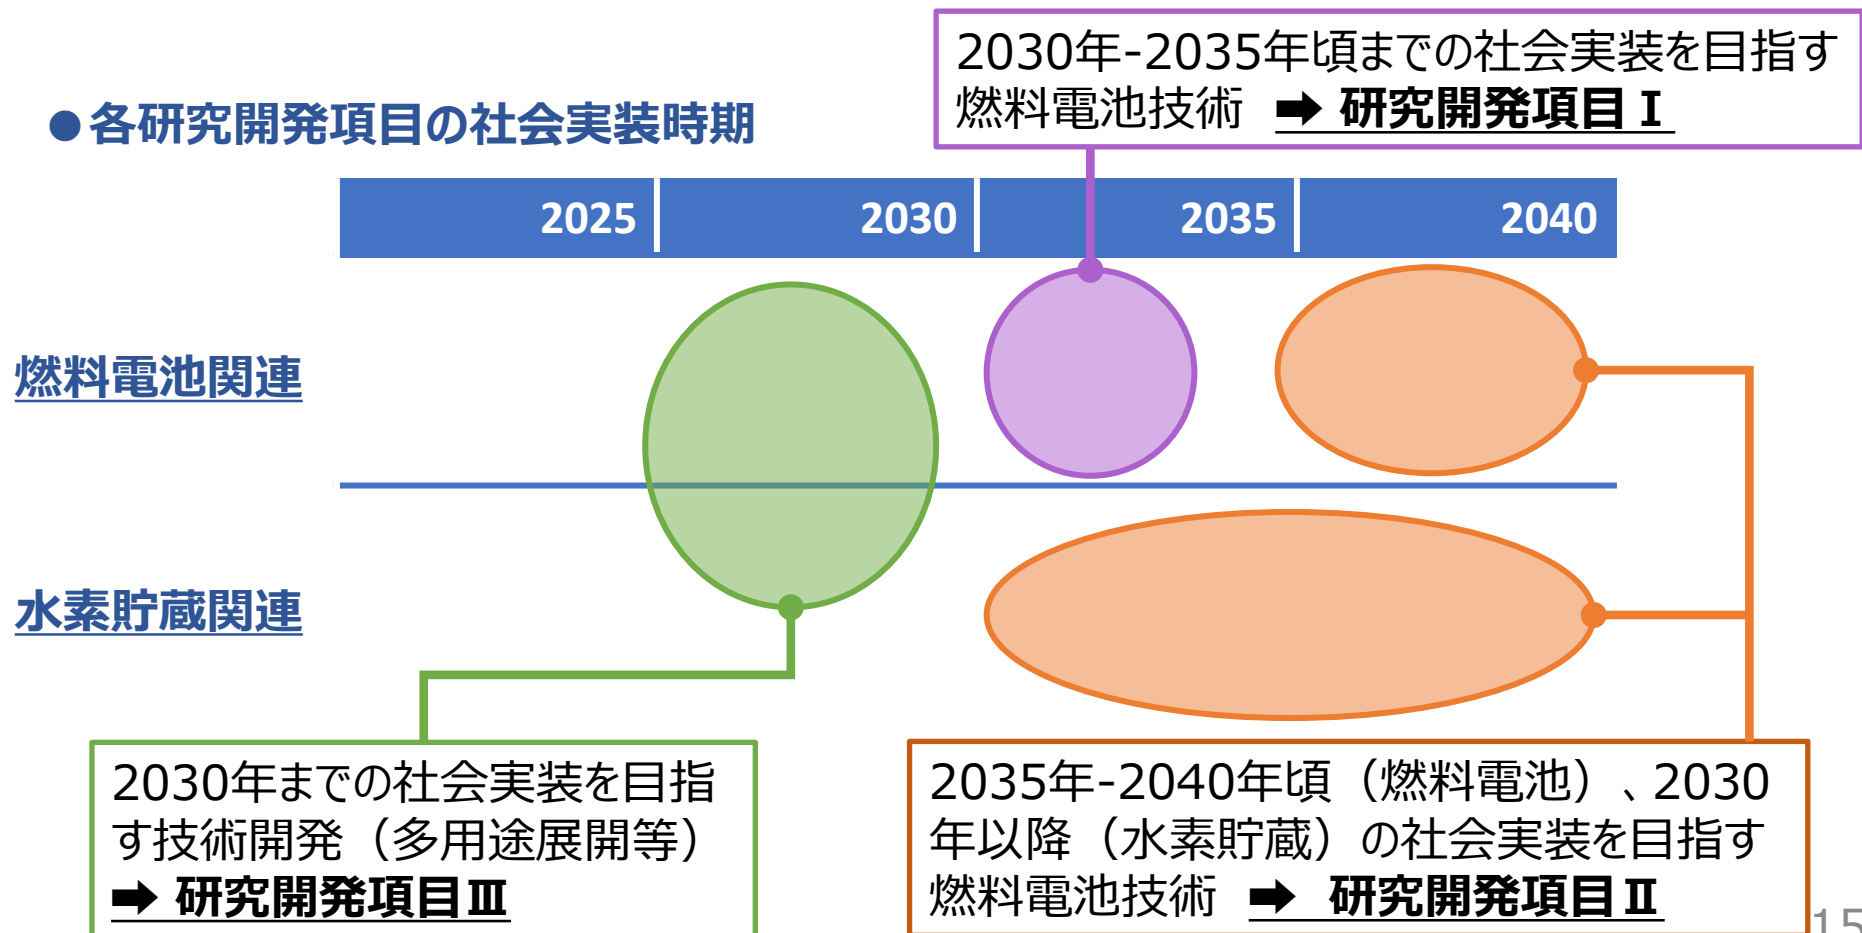 2030年-2035年頃までの社会実装を目指す
燃料電池技術 ➡ 研究開発項目Ⅰ
●各研究開発項目の社会実装時期
2025 2030 2035 2040
燃料電池関連
水素貯蔵関連
2030年までの社会実装を目指
す技術開発（多用途展開等）
➡ 研究開発項目Ⅲ
2035年-2040年頃（燃料電池）、2030
年以降（水素貯蔵）の社会実装を目指す
燃料電池技術 ➡ 研究開発項目Ⅱ
15